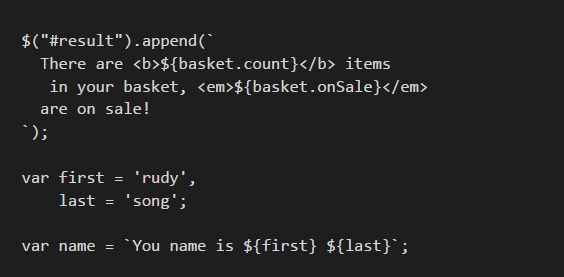 $("#result").append(`
  There are <b>${basket.count}</b> items
   in your basket, <em>${basket.onSale}</em>
  are on sale!
`);

var first = 'rudy',
    last = 'song';

var name = `You name is ${first} ${last}`;